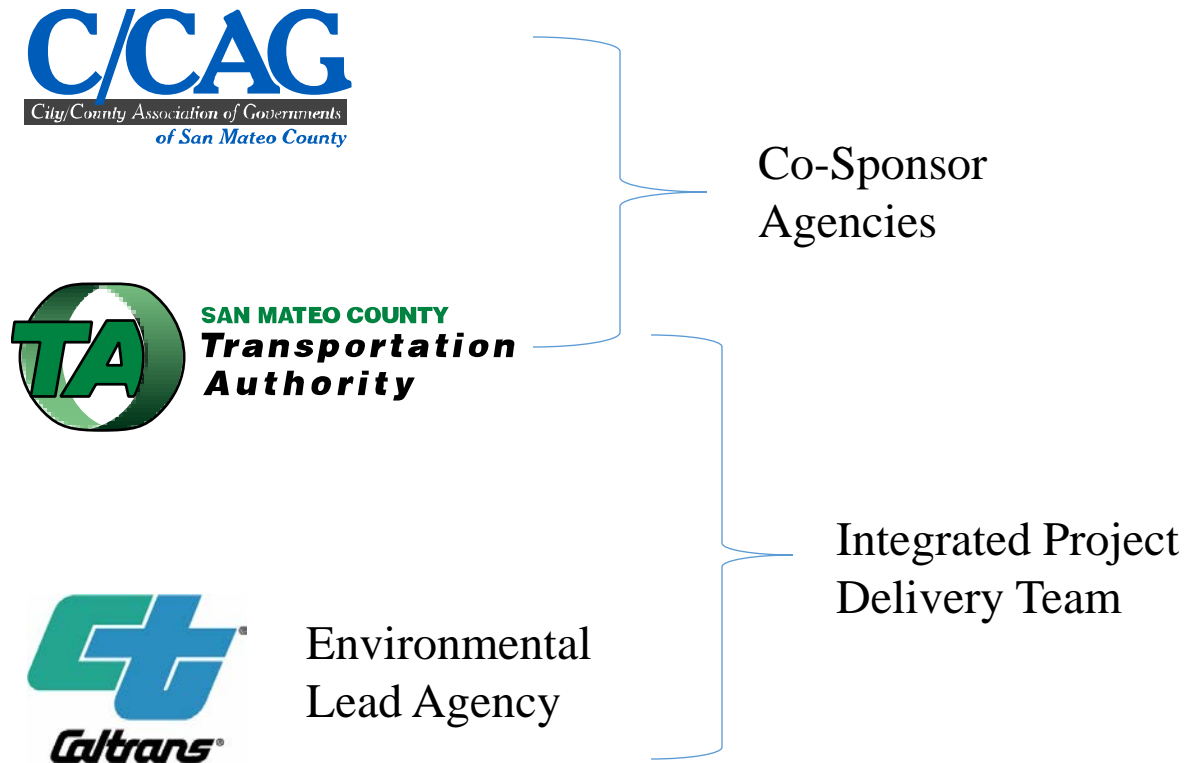 C/CAG
City/County Association of Governments
of San Mateo County
Co-Sponsor
Agencies
TA
SAN MATEO COUNTY
Transportation
Authority
Integrated Project
Delivery Team
Environmental
Lead Agency
CT®
Caltrans®